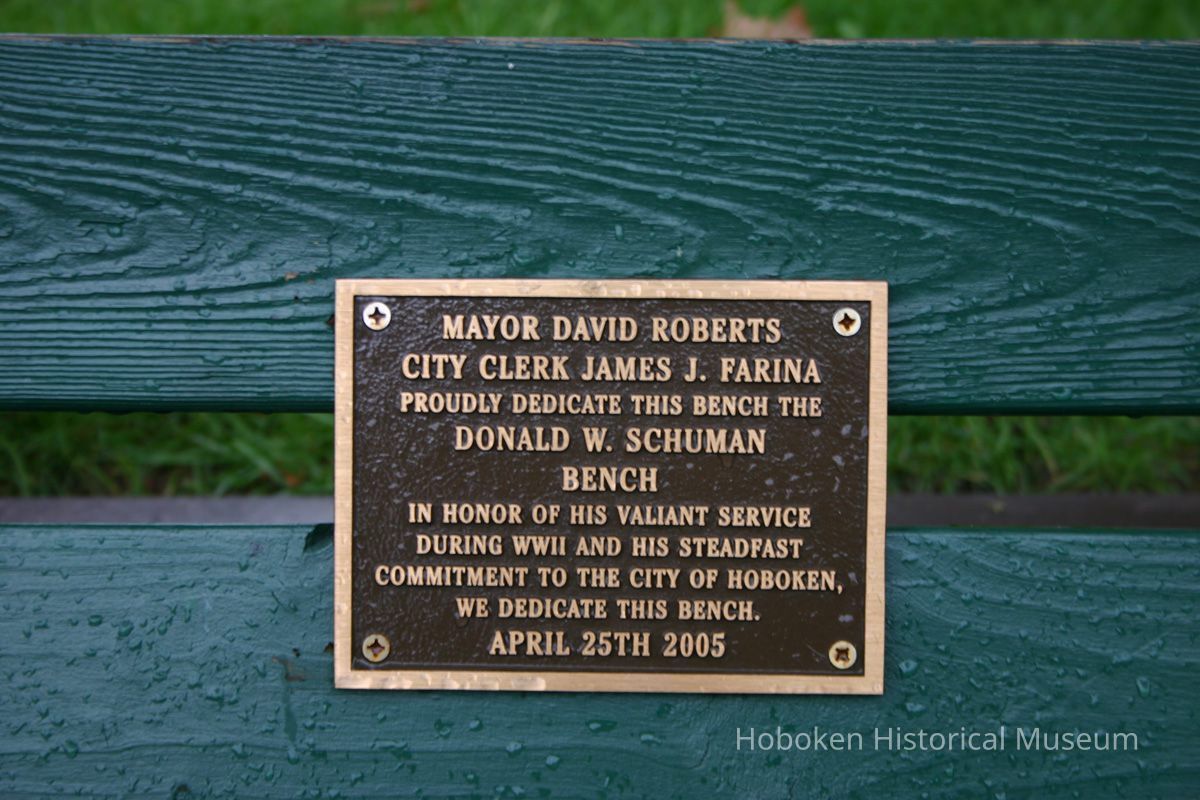 MAYOR DAVID ROBERTS
CITY CLERK JAMES J. FARINA
PROUDLY DEDICATE THIS BENCH THE
DONALD W. SCHUMAN
BENCH
IN HONOR OF HIS VALIANT SERVICE
DURING WWII AND HIS STEADFAST
COMMITMENT TO THE CITY OF HOBOKEN,
WE DEDICATE THIS BENCH.
APRIL 25TH 2005
Hoboken Historical Museum